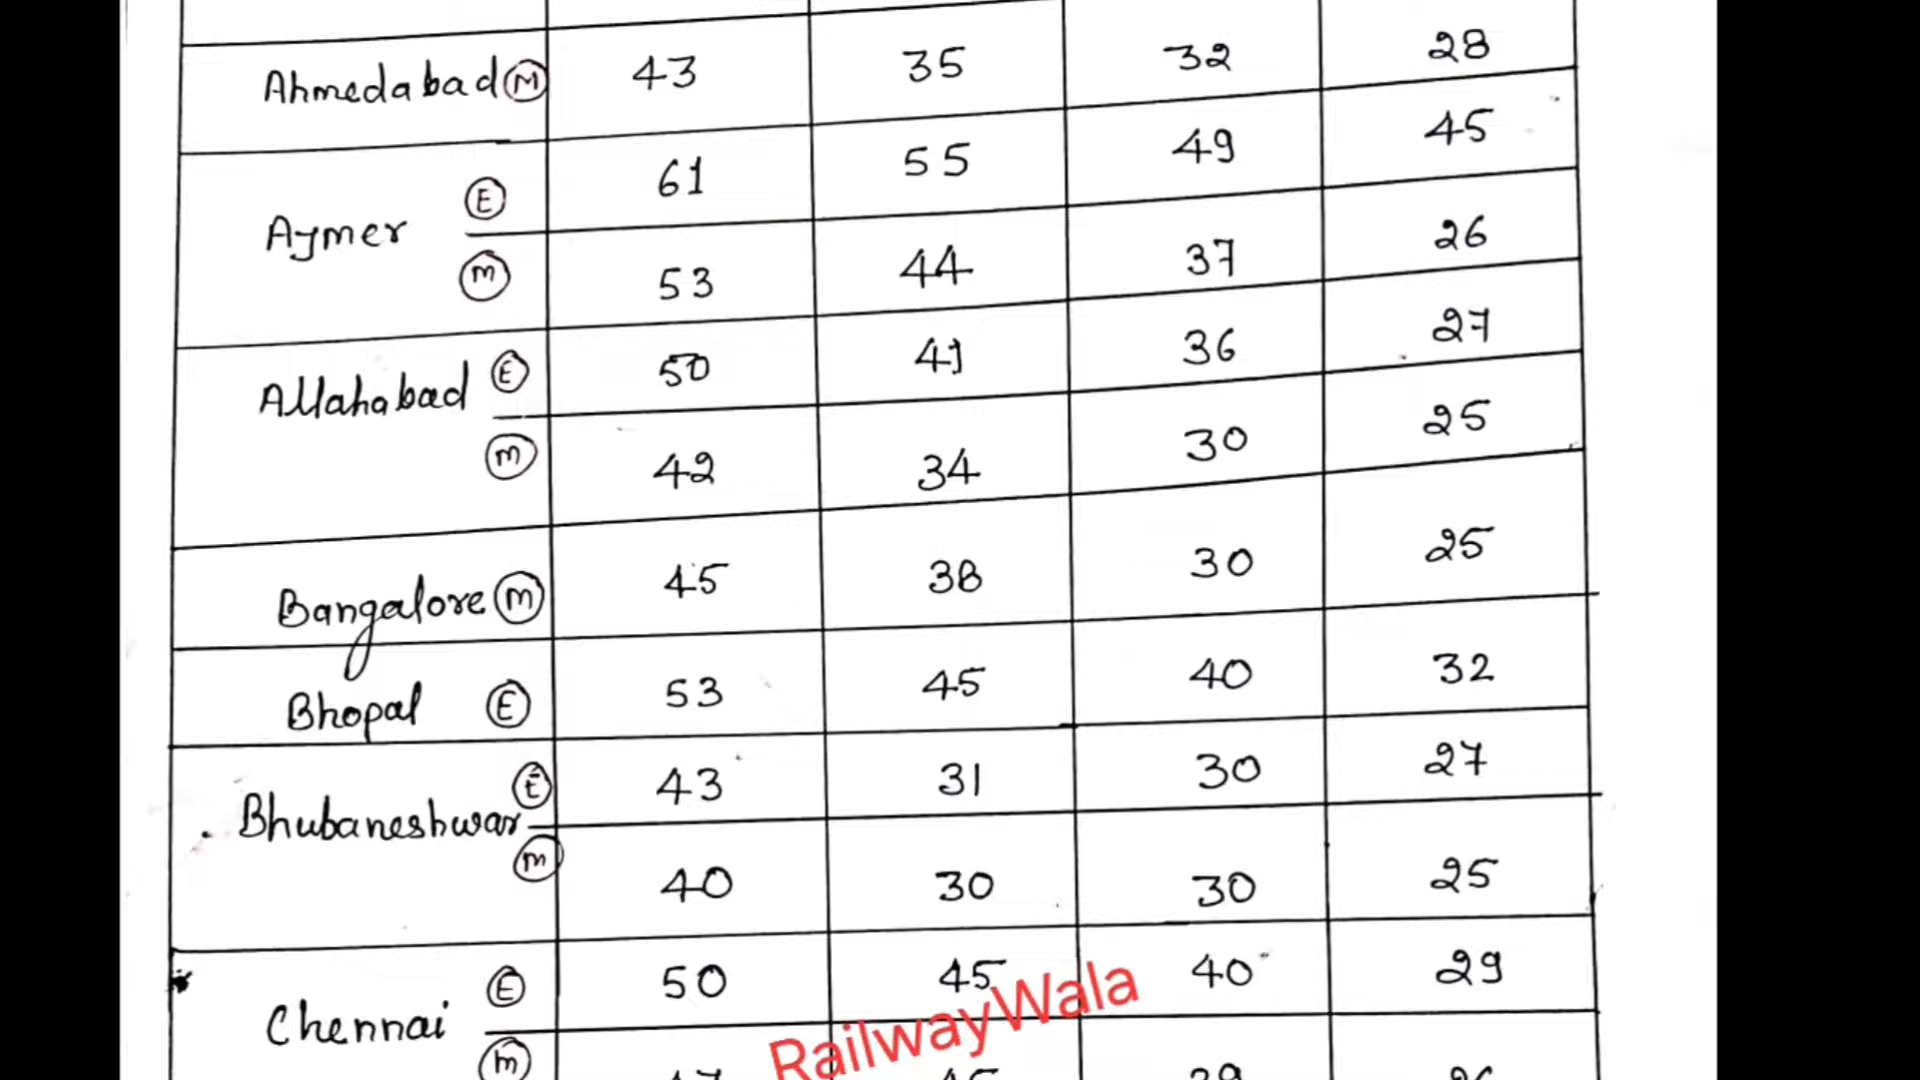 Ahmedabad M 43 35 32 28
Aymer E 61 55 49 45
M 53 44 37 26
Allahabad E 50 41 36 27
M 42 34 30 25
Bangalore M 45 38 30 25
Bhopal E 53 45 40 32
Bhubaneshwar E 43 31 30 27
M 40 30 30 25
Chennai E 50 45 40 29
M
RailwayWala